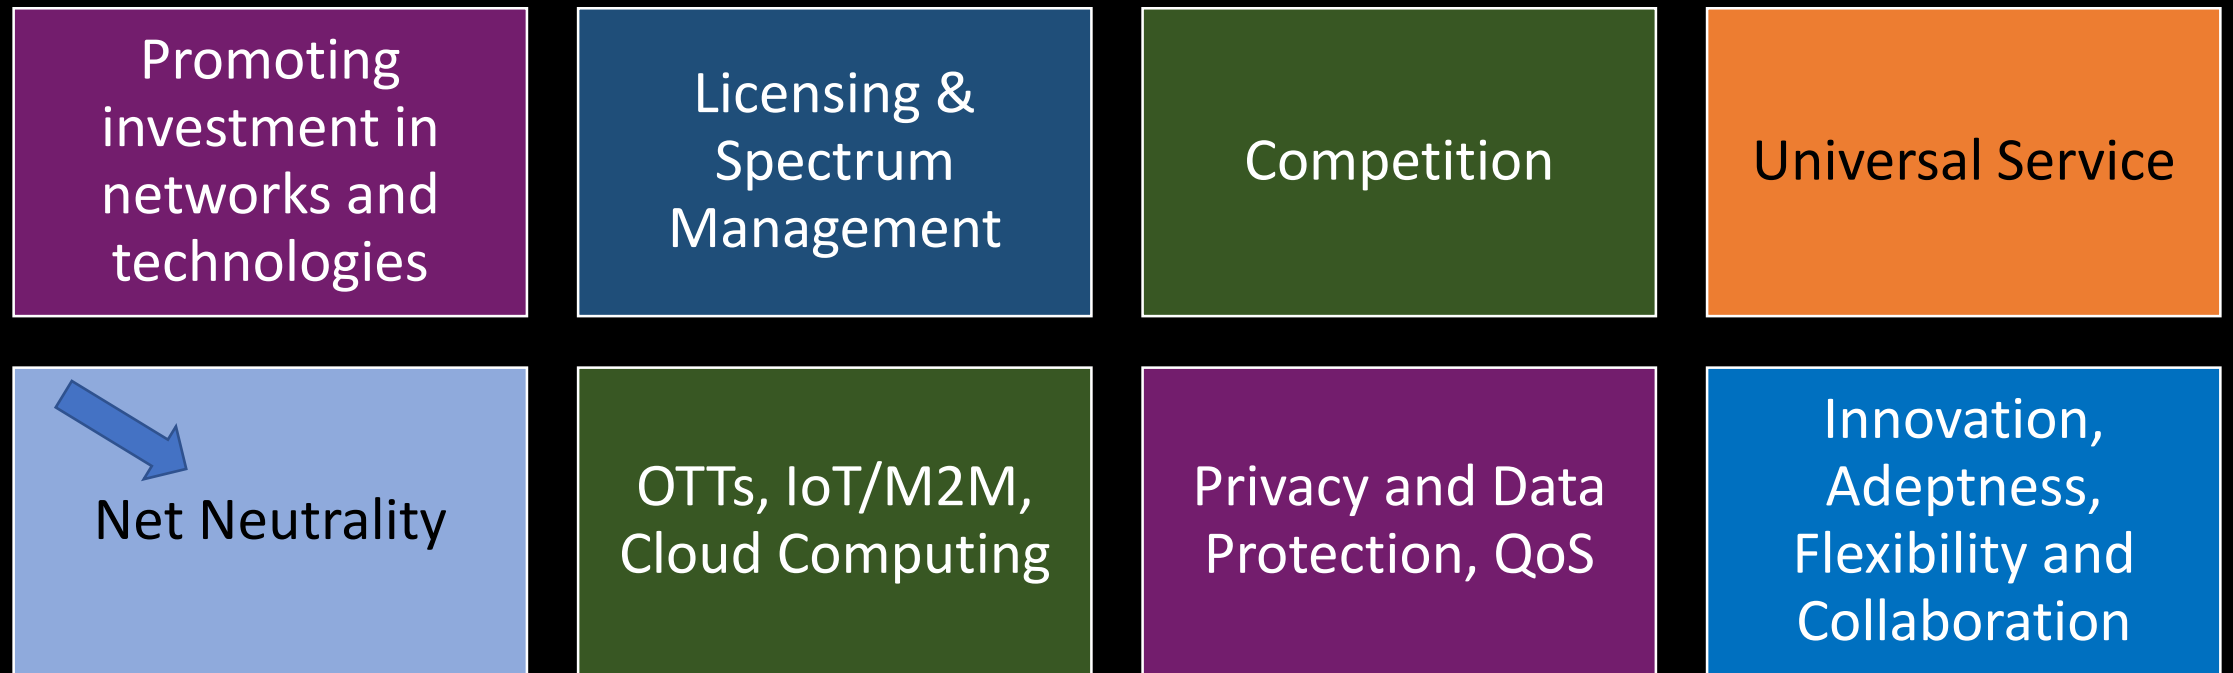 Promoting
investment in
networks and
technologies
Licensing &
Spectrum
Management
Competition
Universal Service
Net Neutrality
OTTs, IoT/M2M,
Cloud Computing
Privacy and Data
Protection, QoS
Innovation,
Adeptness,
Flexibility and
Collaboration